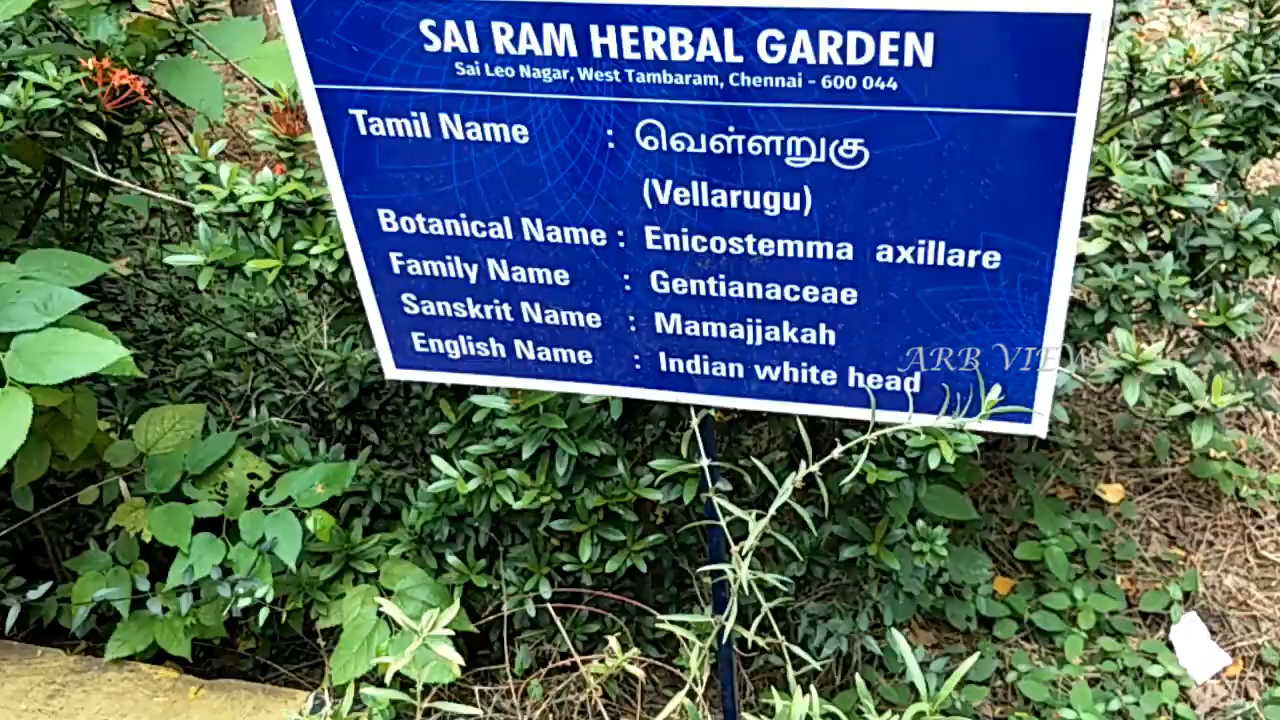 SAI RAM HERBAL GARDEN
Sai Leo Nagar, West Tambaram, Chennai - 600 044
Tamil Name : வெள்ளறுகு
(Vellarugu)
Botanical Name : Enicostemma axillare
Family Name : Gentianaceae
Sanskrit Name : Mamajjakah
English Name : Indian white head
ARB VIEW